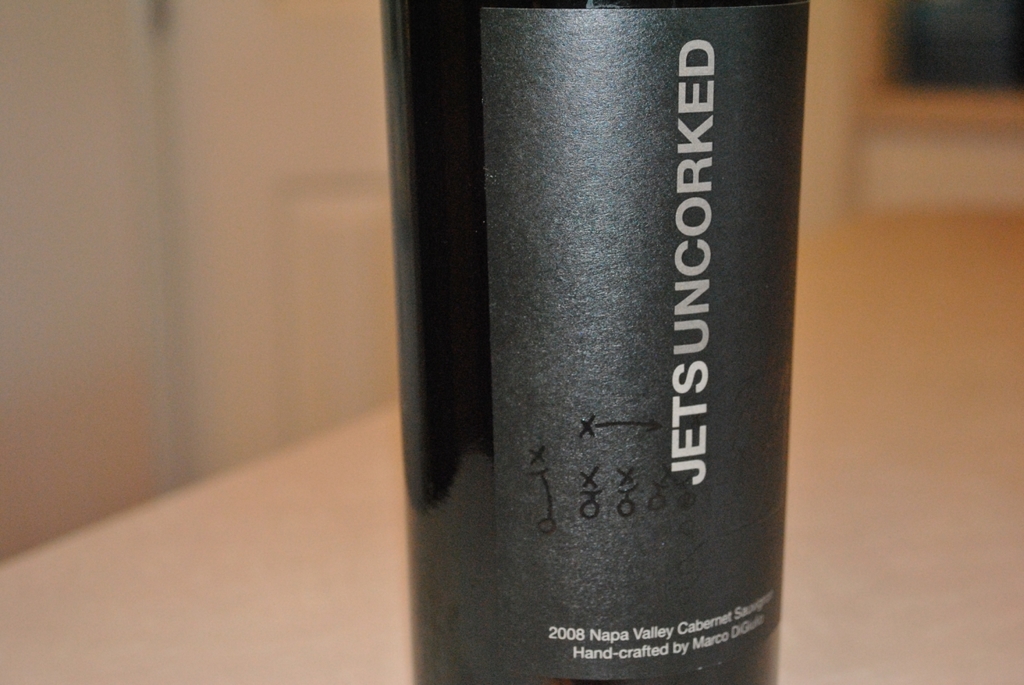 JETSUNCORKED
2008 Napa Valley Cabernet Sauvignon
Hand-crafted by Marco DiGiulio